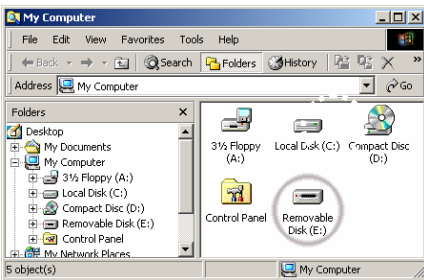 My Computer
File Edit View Favorites Tools Help
Back Search Folders History »
Address My Computer Go
Folders
Desktop
My Documents
My Computer
3½ Floppy (A:)
Local Disk (C:)
Compact Disc (D:)
Removable Disk (E:)
Control Panel
My Network Places
3½ Floppy (A:)
Local Disk (C:)
Compact Disc (D:)
Control Panel
Removable Disk (E:)
5 object(s) My Computer